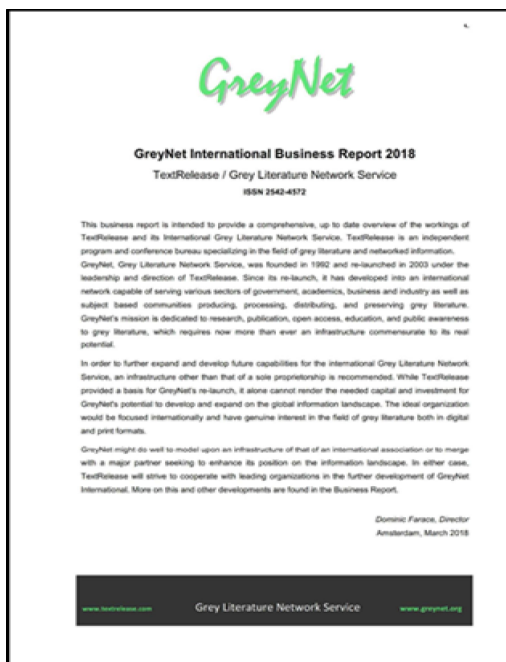 GreyNet
GreyNet International Business Report 2018
TextRelease / Grey Literature Network Service
ISSN 2542-4572
This business report is intended to provide a comprehensive, up to date overview of the workings of
TextRelease and its International Grey Literature Network Service. TextRelease is an independent
program and conference bureau specializing in the field of grey literature and networked information.
GreyNet, Grey Literature Network Service, was founded in 1992 and re-launched in 2003 under the
leadership and direction of TextRelease. Since its re-launch, it has developed into an international
network capable of serving various sectors of government, academics, business and industry as well as
subject based communities producing, processing, distributing, and preserving grey literature.
GreyNet's mission is dedicated to research, publication, open access, education, and public awareness
to grey literature, which requires now more than ever an infrastructure commensurate to its real
potential.
In order to further expand and develop future capabilities for the international Grey Literature Network
Service, an infrastructure other than that of a sole proprietorship is recommended. While TextRelease
provided a basis for GreyNet's re-launch, it alone cannot render the needed capital and investment for
GreyNet's potential to develop and expand on the global information landscape. The ideal organization
would be focused internationally and have genuine interest in the field of grey literature both in digital
and print formats.
GreyNet might do well to model upon an infrastructure of that of an international association or to merge
with a major partner seeking to enhance its position on the information landscape. In either case,
TextRelease will strive to cooperate with leading organizations in the further development of GreyNet
International. More on this and other developments are found in the Business Report.
Dominic Farace, Director
Amsterdam, March 2018
www.textrelease.com Grey Literature Network Service www.greynet.org